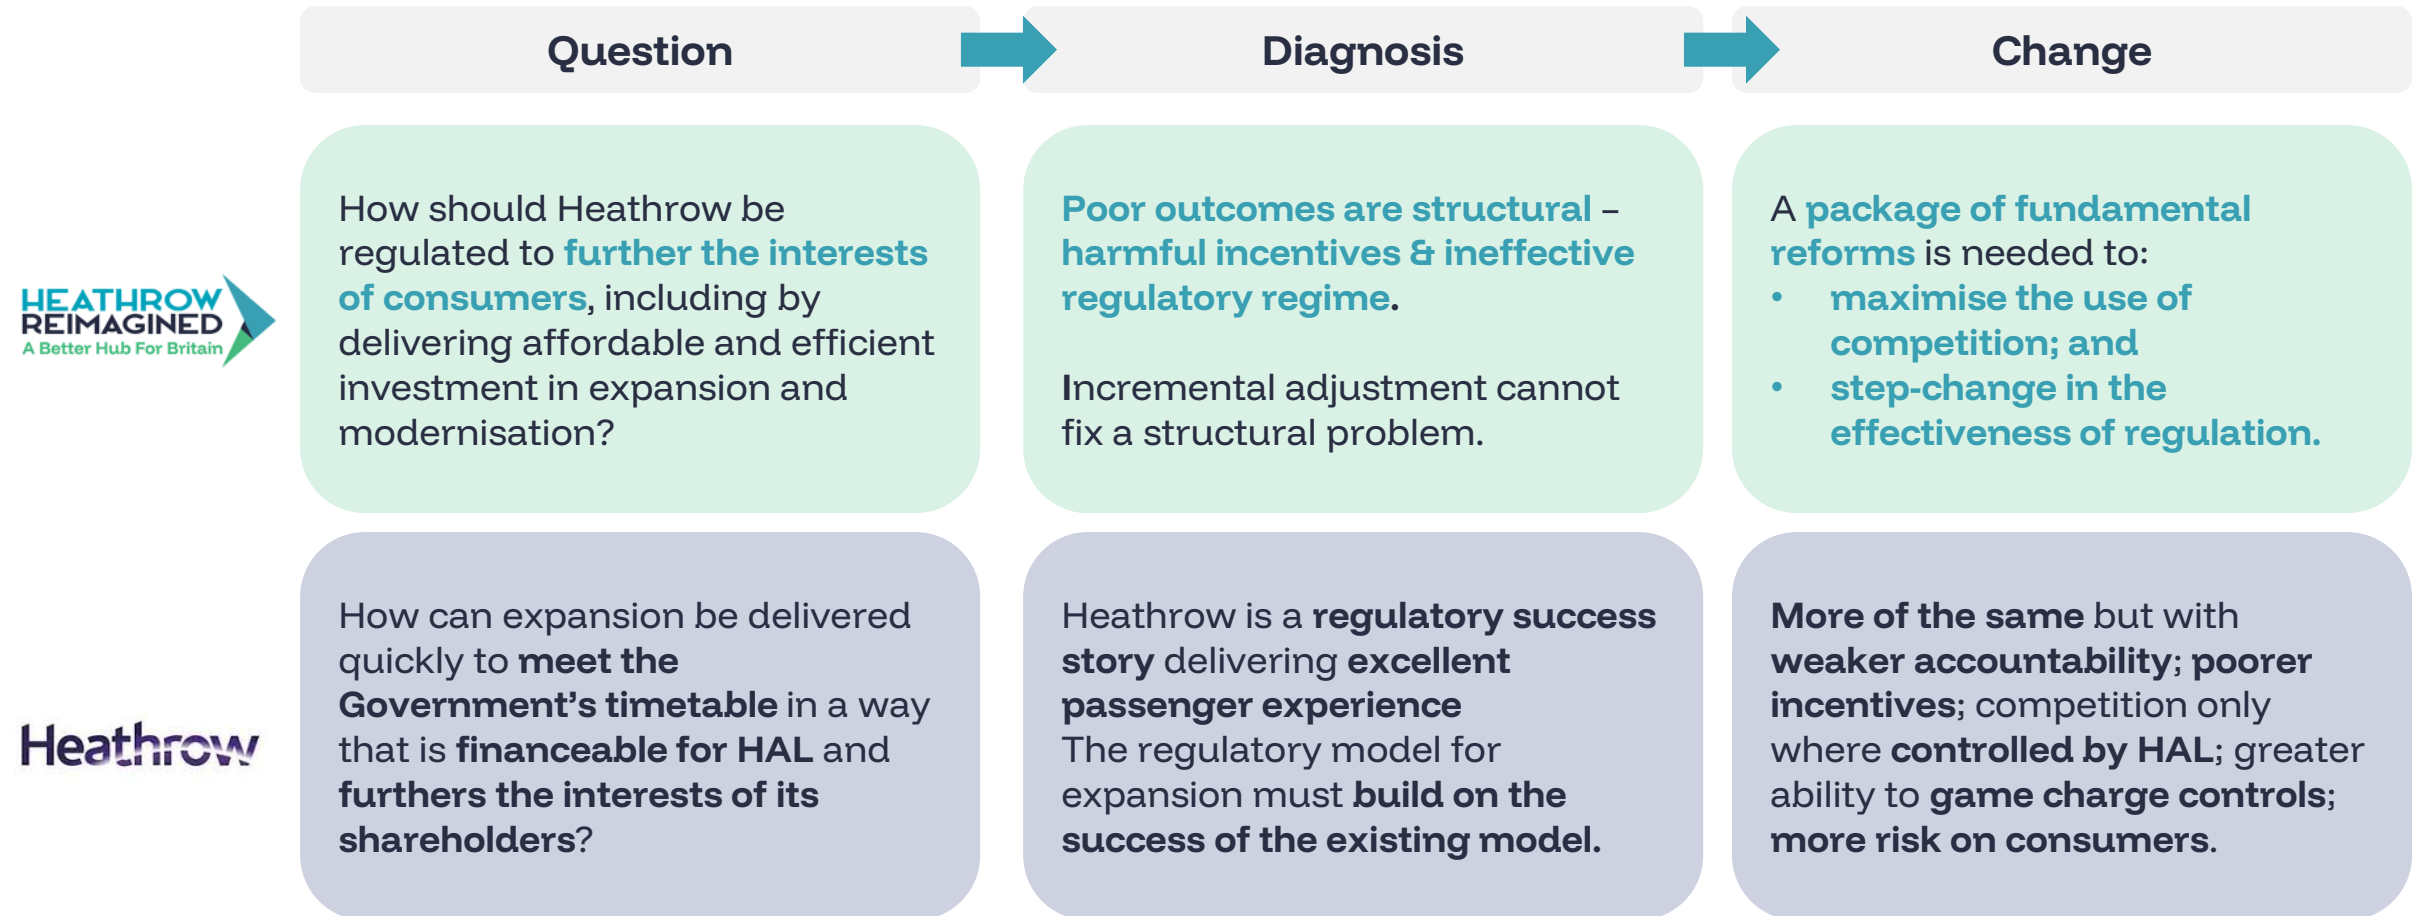 Question
Diagnosis
Change
HEATHROW
REIMAGINED
A Better Hub For Britain
How should Heathrow be
regulated to further the interests
of consumers, including by
delivering affordable and efficient
investment in expansion and
modernisation?
Poor outcomes are structural –
harmful incentives & ineffective
regulatory regime.
Incremental adjustment cannot
fix a structural problem.
A package of fundamental
reforms is needed to:
• maximise the use of
competition; and
• step-change in the
effectiveness of regulation.
Heathrow
How can expansion be delivered
quickly to meet the
Government’s timetable in a way
that is financeable for HAL and
furthers the interests of its
shareholders?
Heathrow is a regulatory success
story delivering excellent
passenger experience
The regulatory model for
expansion must build on the
success of the existing model.
More of the same but with
weaker accountability; poorer
incentives; competition only
where controlled by HAL; greater
ability to game charge controls;
more risk on consumers.